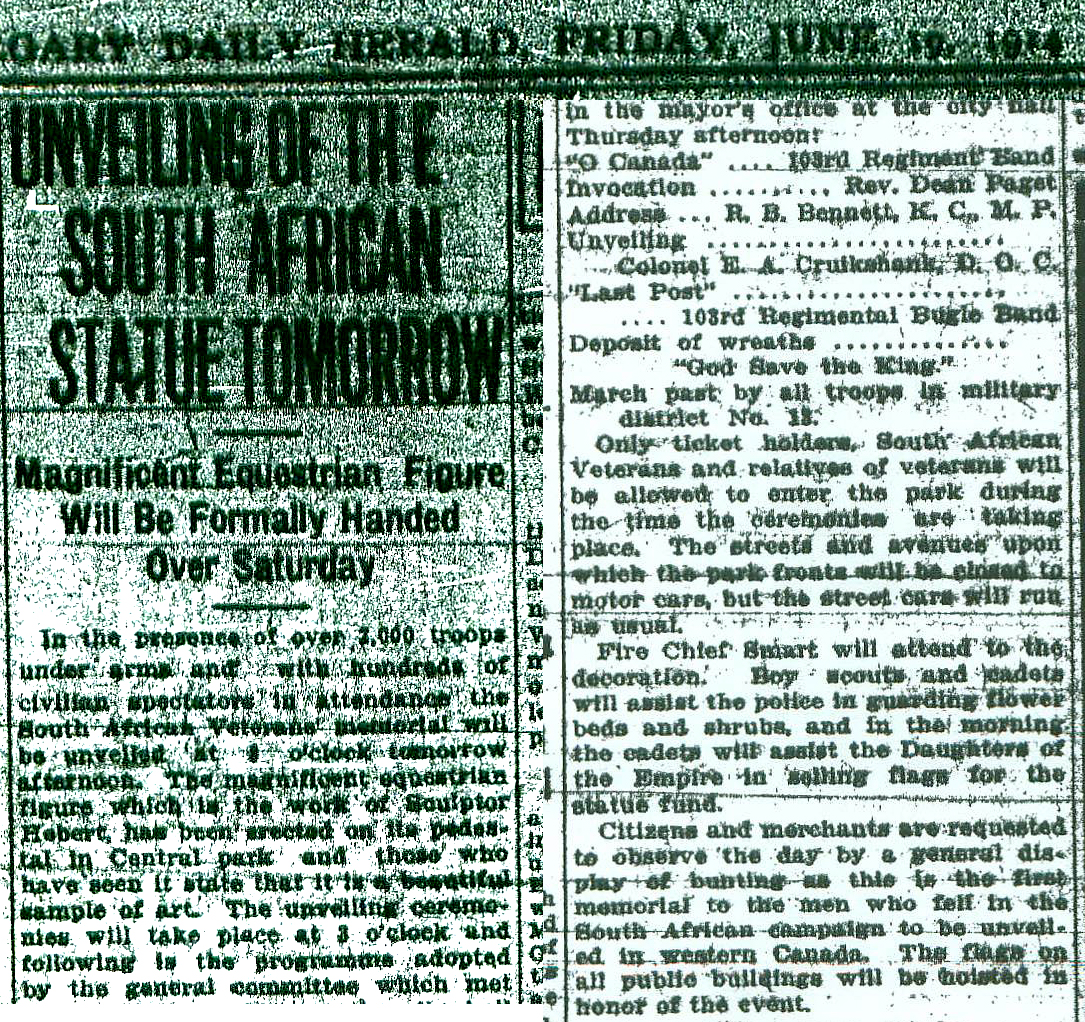 GARY DAILY HERALD, FRIDAY, JUNE 19, 1914
UNVEILING OF THE
SOUTH AFRICAN
STATUE TOMORROW
Magnificant Equestrian Figure
Will Be Formally Handed
Over Saturday
In the presence of over 2,000 troops
under arms and with hundreds of
civilian spectators in attendance the
South African Veterans memorial will
be unveiled at o'clock tomorrow
afternoon. The magnificent equestrian
figure which is the work of Sculptor
Hebert, has been erected on its pedes-
tal in Central park and those who
have seen it state that it is a beautiful
sample of art. The unveiling ceremo-
nies will take place at 3 o'clock and
following is the programme adopted
by the general committee which met
in the mayor's office at the city hall
Thursday afternoon:
"O Canada" .... 103rd Regiment Band
Invocation .......... Rev. Dean Paget
Address ... R. B. Bennett, K. C., M. P.
Unveiling ........................
... Colonel E. A. Cruikshank, D. O. C.
"Last Post" ......................
.... 103rd Regimental Bugle Band
Deposit of wreaths ..............
"God Save the King."
March past by all troops in military
district No. 13.
Only ticket holders, South African
Veterans and relatives of veterans will
be allowed to enter the park during
the time the ceremonies are taking
place. The streets and avenues upon
which the park fronts will be closed to
motor cars, but the street cars will run
as usual.
Fire Chief Smart will attend to the
decoration. Boy scouts and cadets
will assist the police in guarding flower
beds and shrubs, and in the morning
the cadets will assist the Daughters of
the Empire in selling flags for the
statue fund.
Citizens and merchants are requested
to observe the day by a general dis-
play of bunting as this is the first
memorial to the men who fell in the
South African campaign to be unveil-
ed in western Canada. The flags on
all public buildings will be hoisted in
honor of the event.